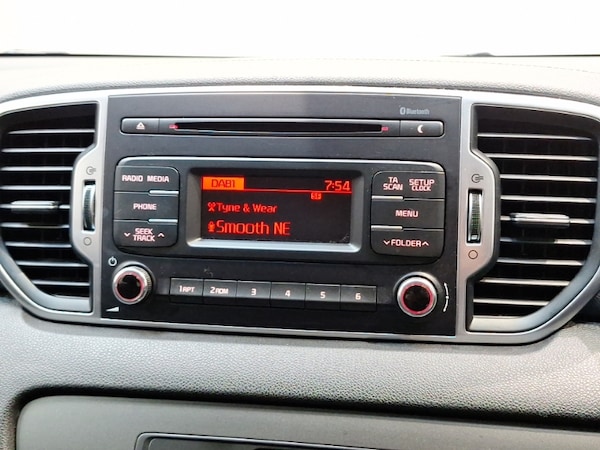 Bluetooth
RADIO MEDIA
DAB1 7:54
TA SCAN SETUP CLOCK
PHONE
Tyne & Wear
MENU
SEEK TRACK
Smooth NE
FOLDER
1 RPT 2 RDM 3 4 5 6